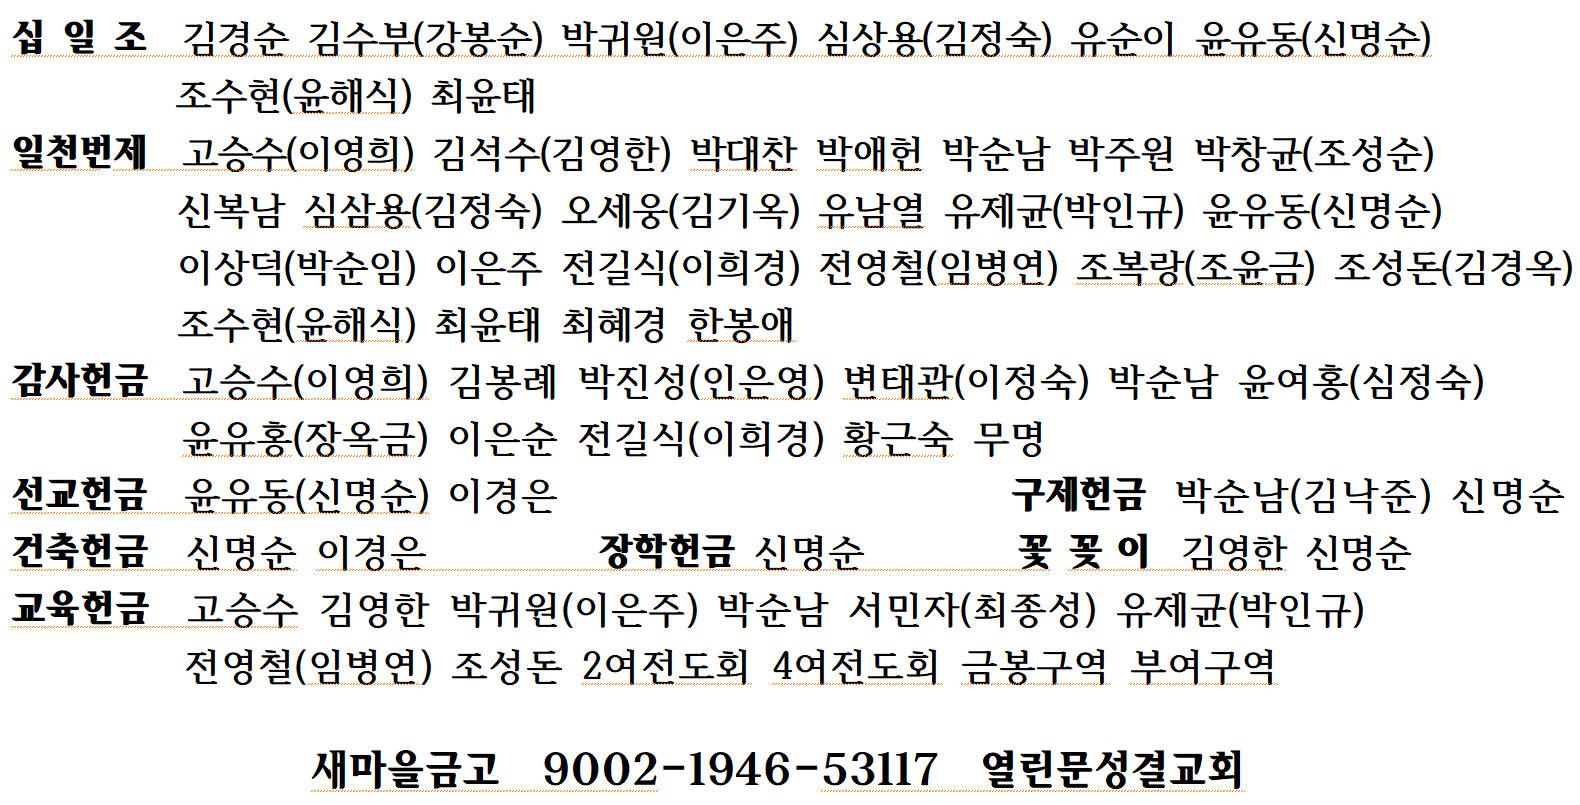 십 일 조 김경순 김수부(강봉순) 박귀원(이은주) 심상용(김정숙) 유순이 윤유동(신명순)
조수현(윤해식) 최윤태
일천번제 고승수(이영희) 김석수(김영한) 박대찬 박애헌 박순남 박주원 박창균(조성순)
신복남 심삼용(김정숙) 오세웅(김기옥) 유남열 유제균(박인규) 윤유동(신명순)
이상덕(박순임) 이은주 전길식(이희경) 전영철(임병연) 조복랑(조윤금) 조성돈(김경옥)
조수현(윤해식) 최윤태 최혜경 한봉애
감사헌금 고승수(이영희) 김봉례 박진성(인은영) 변태관(이정숙) 박순남 윤여홍(심정숙)
윤유홍(장옥금) 이은순 전길식(이희경) 황근숙 무명
선교헌금 윤유동(신명순) 이경은 구제헌금 박순남(김낙준) 신명순
건축헌금 신명순 이경은 장학헌금 신명순 꽃 꽂 이 김영한 신명순
교육헌금 고승수 김영한 박귀원(이은주) 박순남 서민자(최종성) 유제균(박인규)
전영철(임병연) 조성돈 2여전도회 4여전도회 금봉구역 부여구역
새마을금고 9002-1946-53117 열린문성결교회